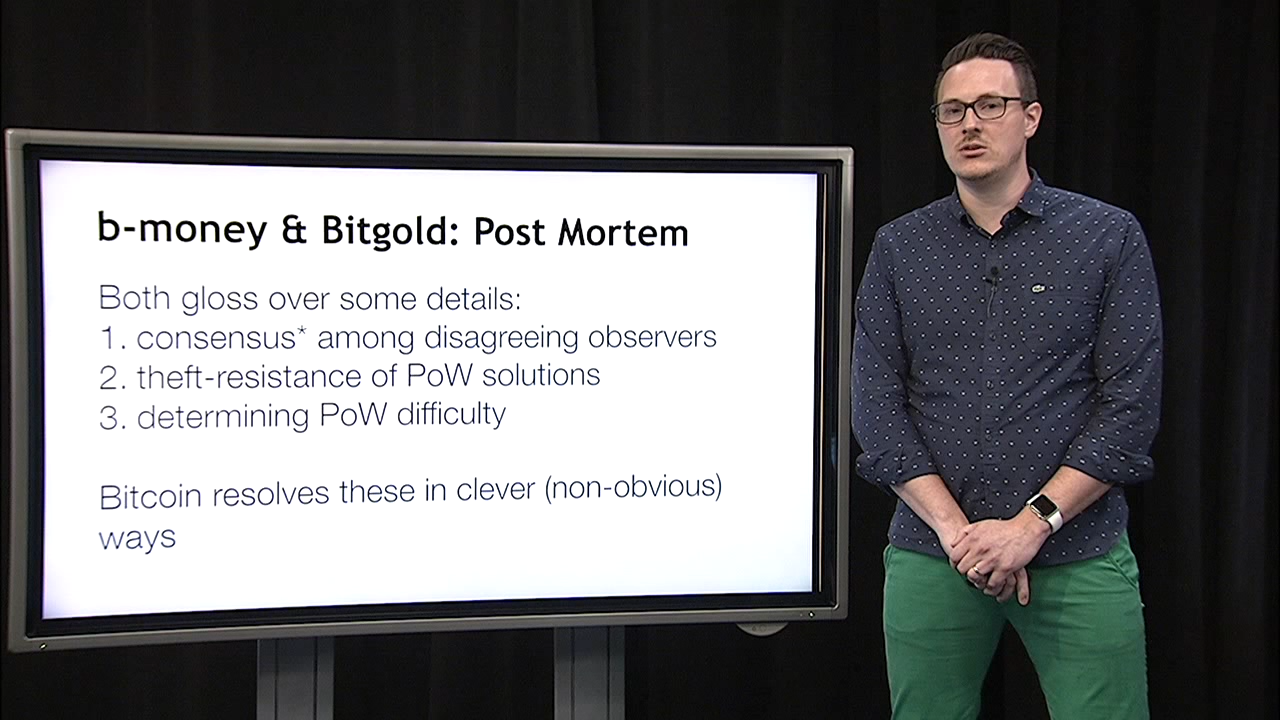 b-money & Bitgold: Post Mortem
Both gloss over some details:
1. consensus* among disagreeing observers
2. theft-resistance of PoW solutions
3. determining PoW difficulty
Bitcoin resolves these in clever (non-obvious)
ways